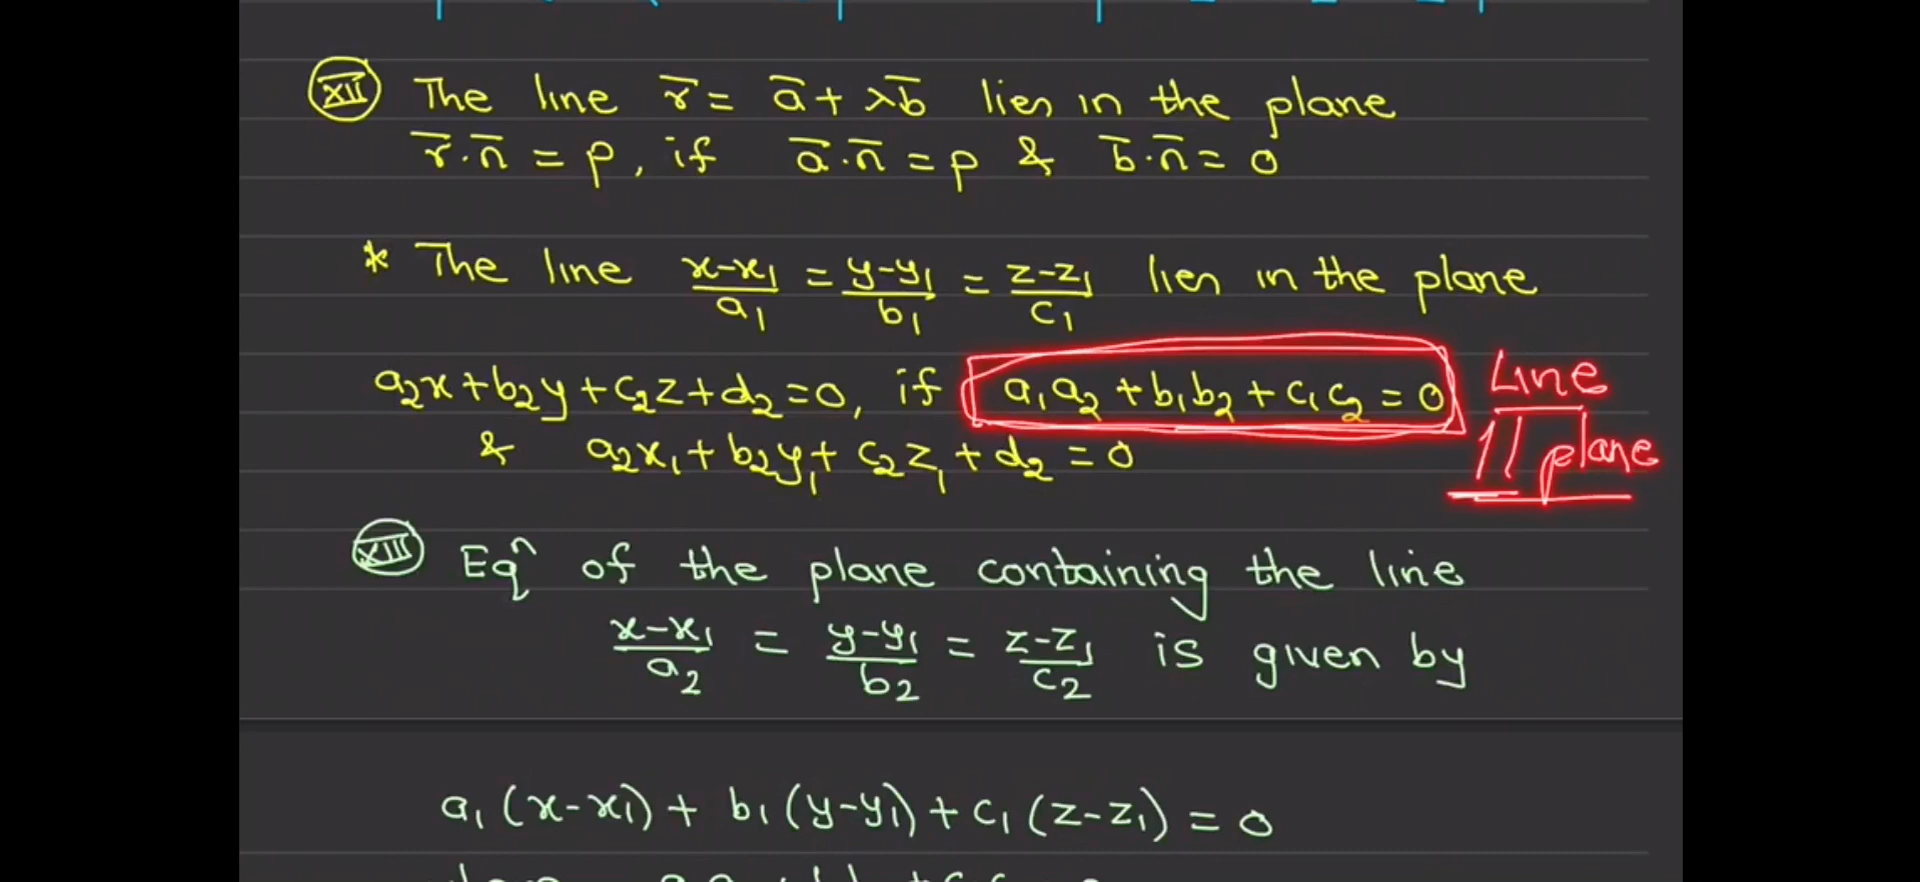 XII The line r̄ = ā + λb̄ lies in the plane
r̄·n̄ = p, if ā·n̄ = p & b̄·n̄ = 0
* The line (x-x₁)/a₁ = (y-y₁)/b₁ = (z-z₁)/c₁ lies in the plane
a₂x + b₂y + c₂z + d₂ = 0, if a₁a₂ + b₁b₂ + c₁c₂ = 0 LINE
& a₂x₁ + b₂y₁ + c₂z₁ + d₂ = 0 // plane
XIII Eqⁿ of the plane containing the line
(x-x₁)/a₂ = (y-y₁)/b₂ = (z-z₁)/c₂ is given by
a₁(x-x₁) + b₁(y-y₁) + c₁(z-z₁) = 0